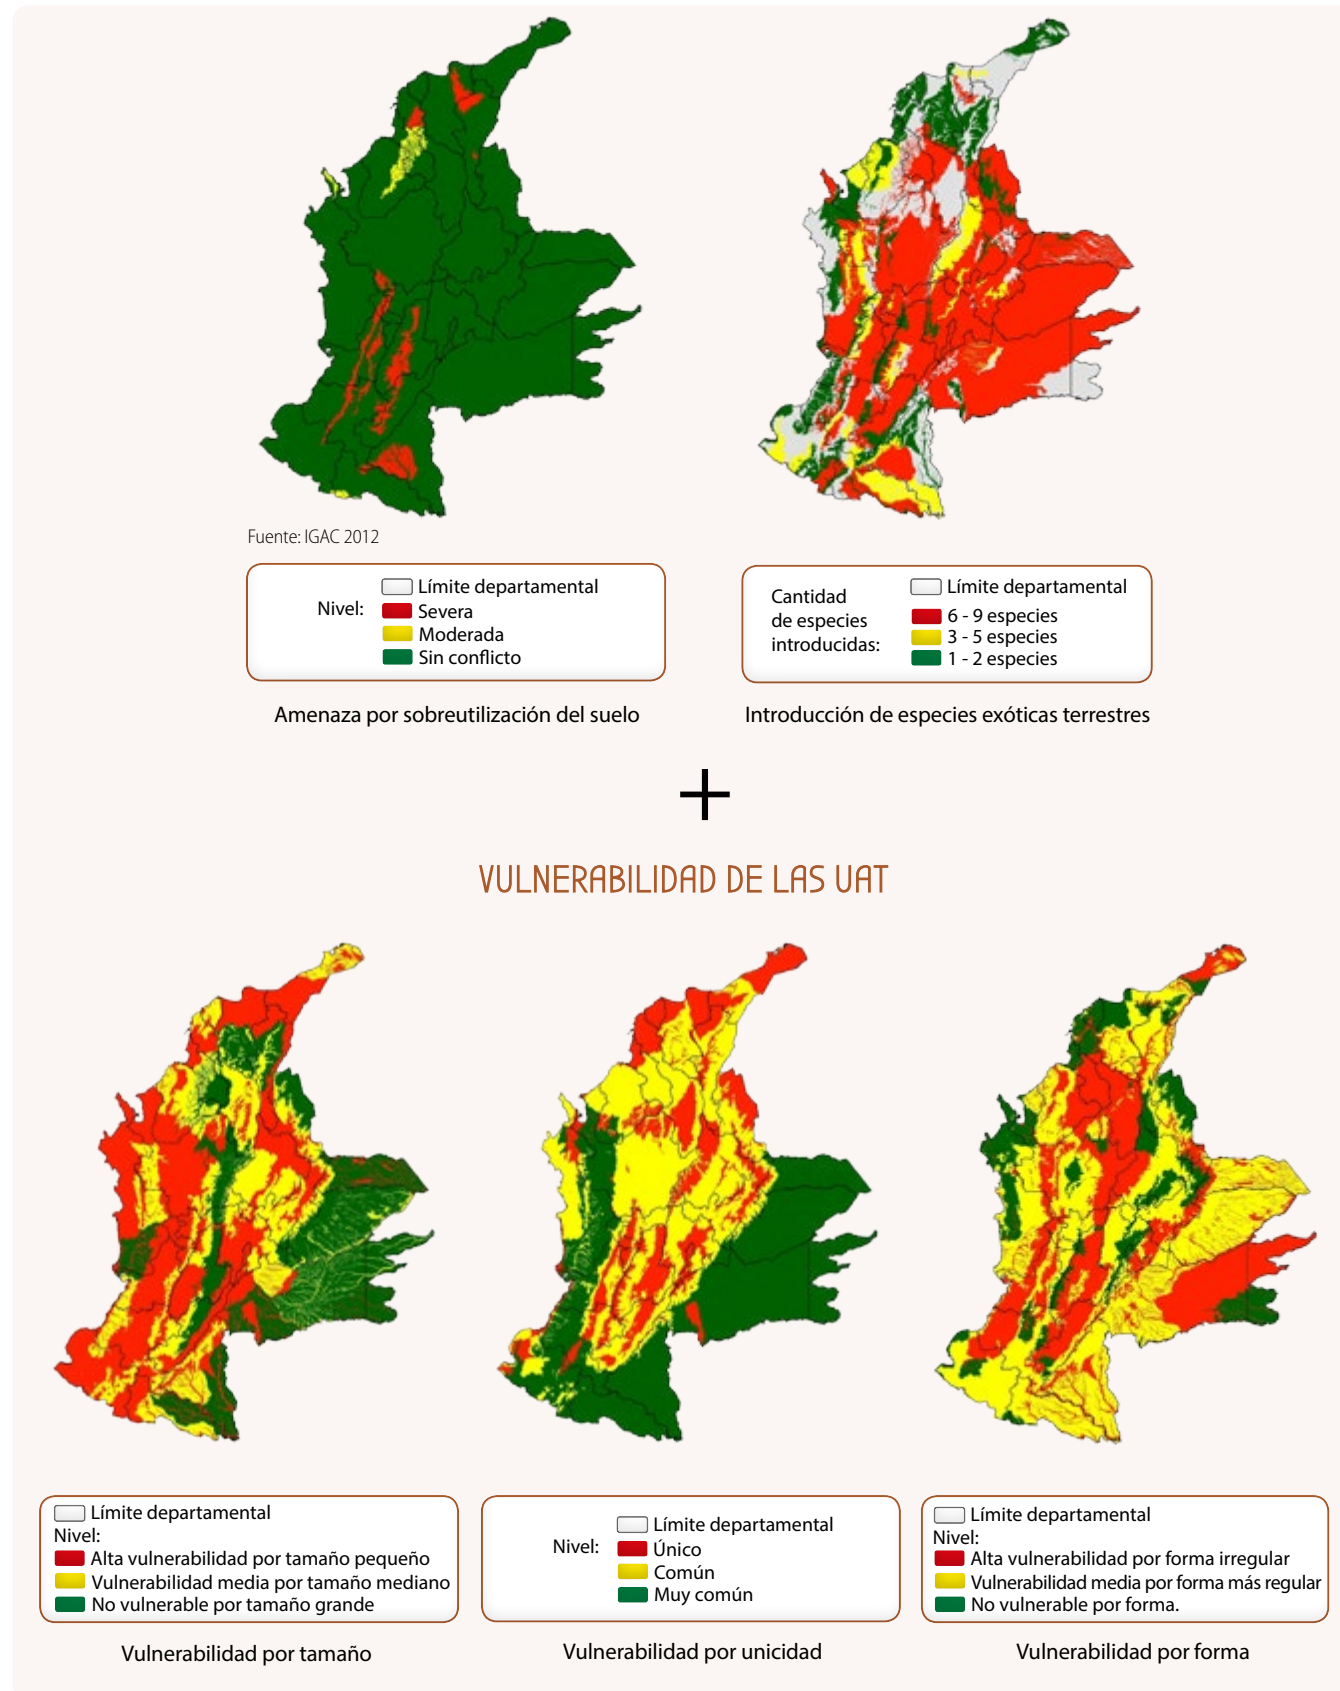 Fuente: IGAC 2012
Límite departamental
Nivel:
Severa
Moderada
Sin conflicto
Amenaza por sobreutilización del suelo
Cantidad
de especies
introducidas:
Límite departamental
6 - 9 especies
3 - 5 especies
1 - 2 especies
Introducción de especies exóticas terrestres
+
VULNERABILIDAD DE LAS UAT
Límite departamental
Nivel:
Alta vulnerabilidad por tamaño pequeño
Vulnerabilidad media por tamaño mediano
No vulnerable por tamaño grande
Vulnerabilidad por tamaño
Límite departamental
Nivel:
Único
Común
Muy común
Vulnerabilidad por unicidad
Límite departamental
Nivel:
Alta vulnerabilidad por forma irregular
Vulnerabilidad media por forma más regular
No vulnerable por forma.
Vulnerabilidad por forma